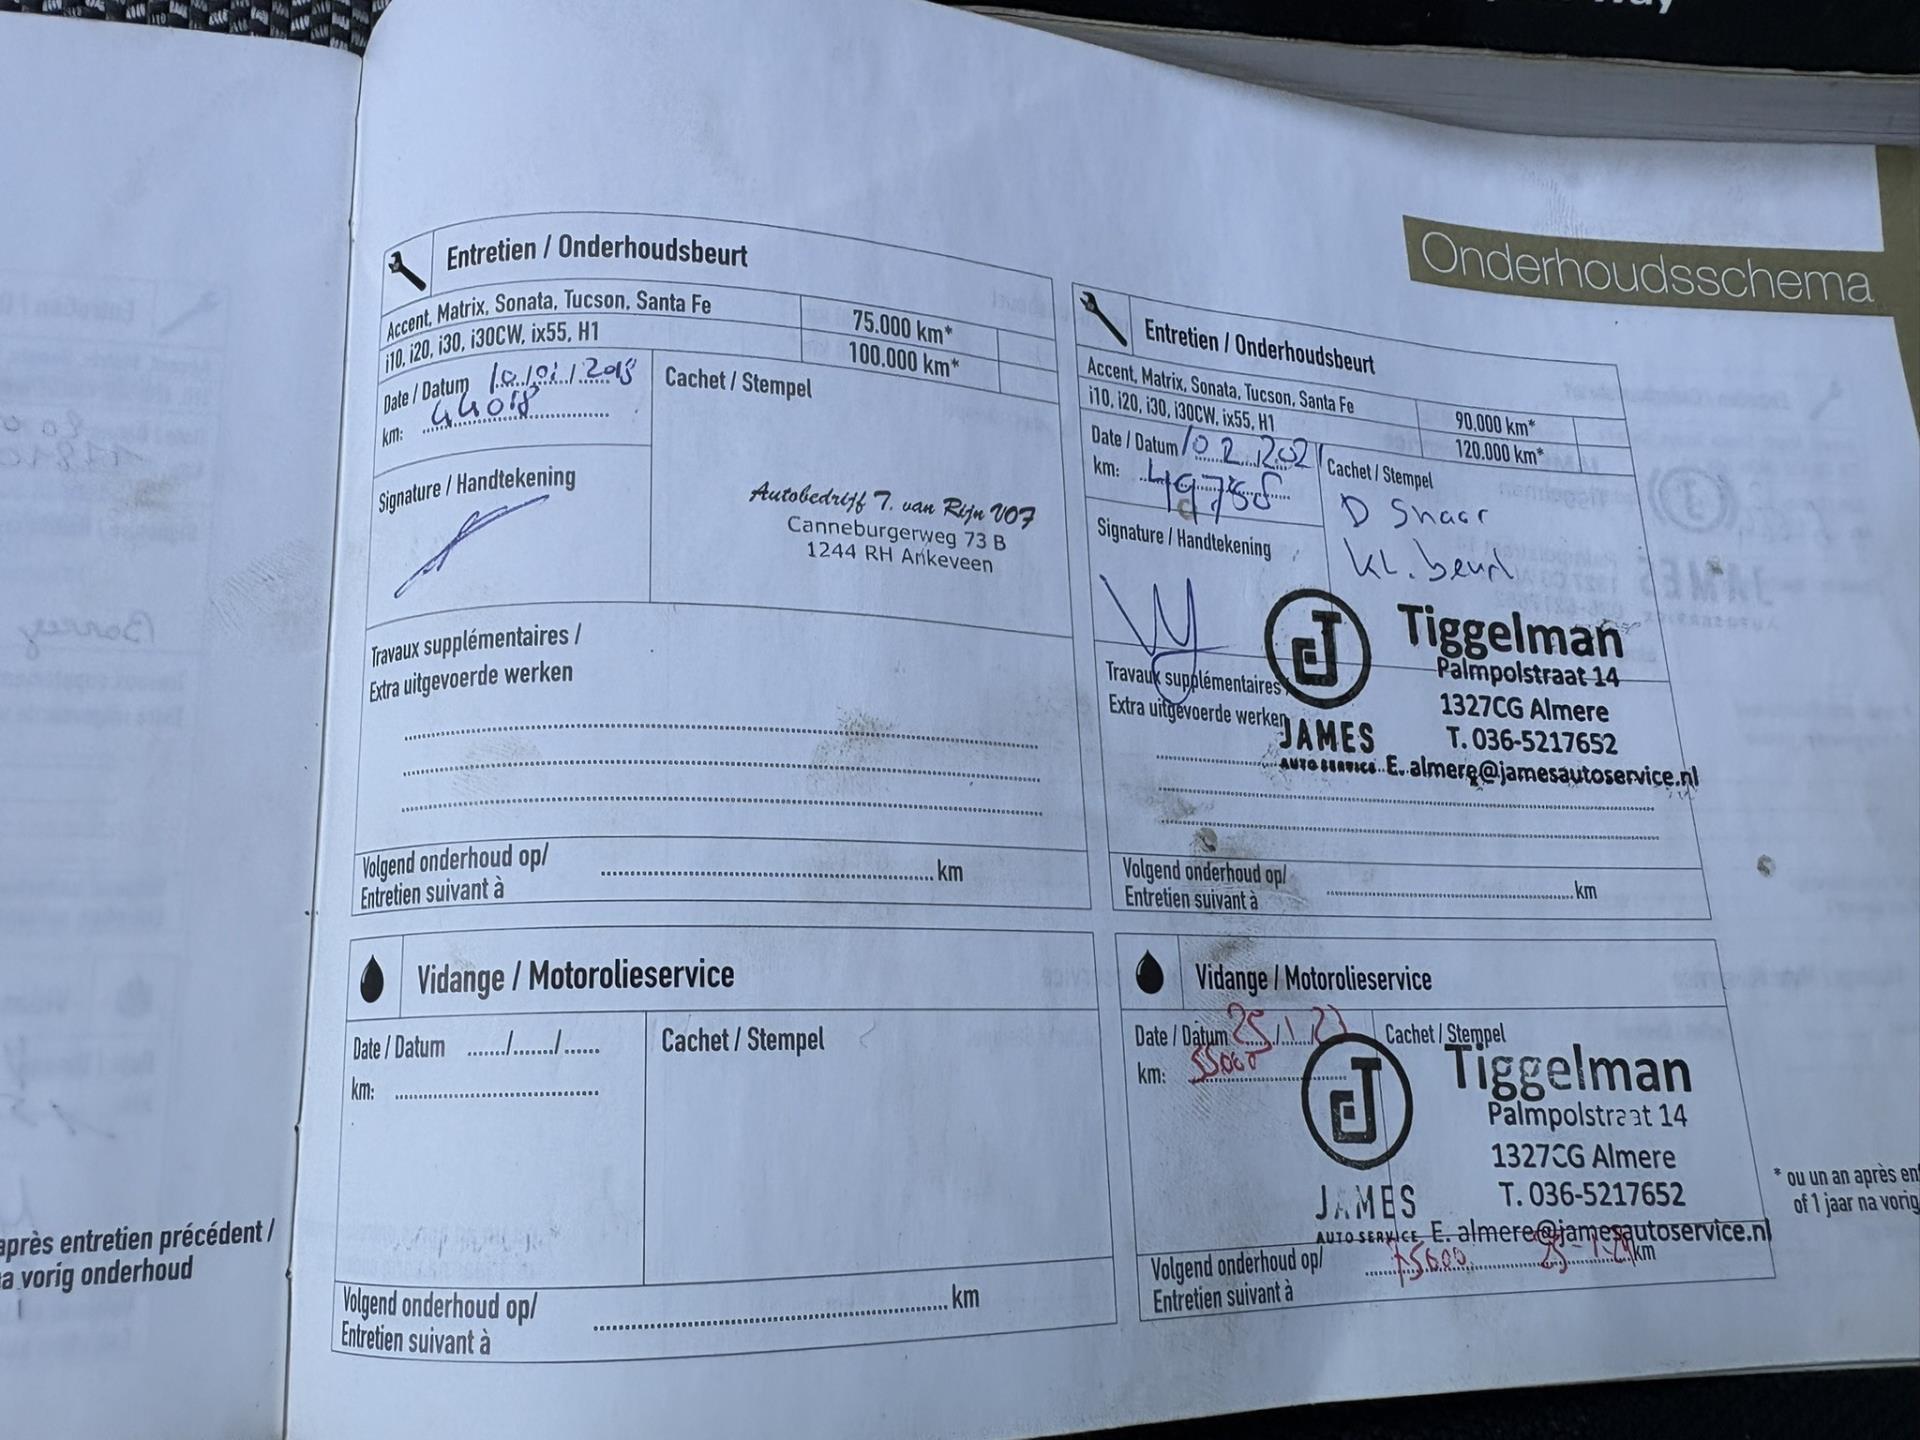 Onderhoudsschema
Entretien / Onderhoudsbeurt
Accent, Matrix, Sonata, Tucson, Santa Fe 75.000 km*
i10, i20, i30, i30CW, ix55, H1 100.000 km*
Date / Datum 10/01/2018
km: 44018
Cachet / Stempel
Signature / Handtekening
Autobedrijf T. van Rijn VOF
Canneburgerweg 73 B
1244 RH Ankeveen
Travaux supplémentaires /
Extra uitgevoerde werken
Volgend onderhoud op/
Entretien suivant à km
Entretien / Onderhoudsbeurt
Accent, Matrix, Sonata, Tucson, Santa Fe 90.000 km*
i10, i20, i30, i30CW, ix55, H1 120.000 km*
Date / Datum 10.2.2021
km:
Cachet / Stempel
D Snaar
KL. beurt
Signature / Handtekening
Tiggelman
Palmpolstraat 14
1327CG Almere
T. 036-5217652
JAMES
AUTO SERVICE E. almere@jamesautoservice.nl
Travaux supplémentaires /
Extra uitgevoerde werken
Volgend onderhoud op/
Entretien suivant à km
Vidange / Motorolieservice
Date / Datum ....../....../......
km:
Cachet / Stempel
Volgend onderhoud op/
Entretien suivant à km
Vidange / Motorolieservice
Date / Datum 25/1/23
km: 55000
Cachet / Stempel
Tiggelman
Palmpolstraat 14
1327CG Almere
T. 036-5217652
JAMES
AUTO SERVICE E. almere@jamesautoservice.nl
Volgend onderhoud op/ 75000 25-1-24 km
Entretien suivant à
* ou un an après en
of 1 jaar na vorig
après entretien précédent /
a vorig onderhoud